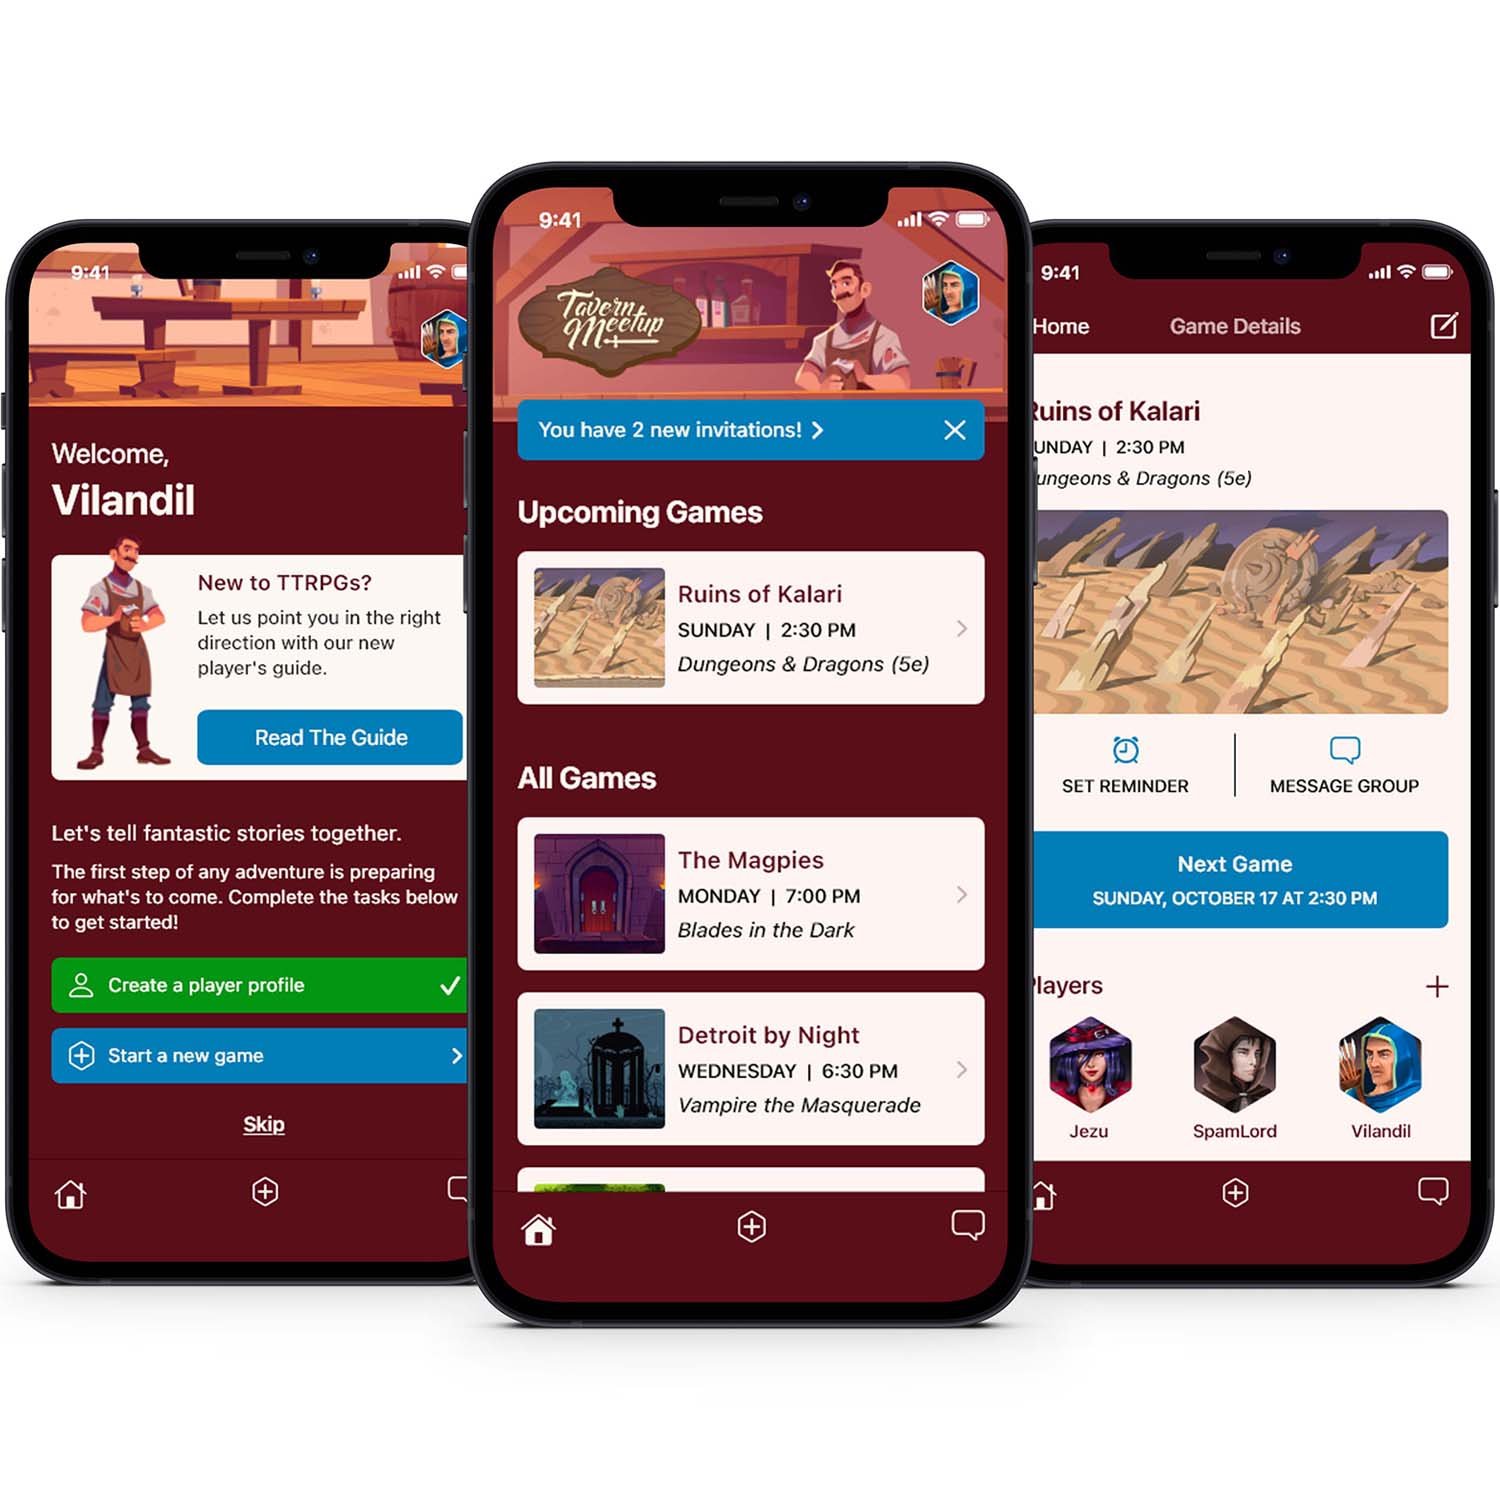 9:41
Welcome,
Vilandil
New to TTRPGs?
Let us point you in the right
direction with our new
player's guide.
Read The Guide
Let's tell fantastic stories together.
The first step of any adventure is preparing
for what's to come. Complete the tasks below
to get started!
Create a player profile
Start a new game
Skip
9:41
Tavern
Meetup
You have 2 new invitations!
Upcoming Games
Ruins of Kalari
SUNDAY | 2:30 PM
Dungeons & Dragons (5e)
All Games
The Magpies
MONDAY | 7:00 PM
Blades in the Dark
Detroit by Night
WEDNESDAY | 6:30 PM
Vampire the Masquerade
9:41
Home
Game Details
Ruins of Kalari
UNDAY | 2:30 PM
ungeons & Dragons (5e)
SET REMINDER
MESSAGE GROUP
Next Game
SUNDAY, OCTOBER 17 AT 2:30 PM
layers
Jezu
SpamLord
Vilandil